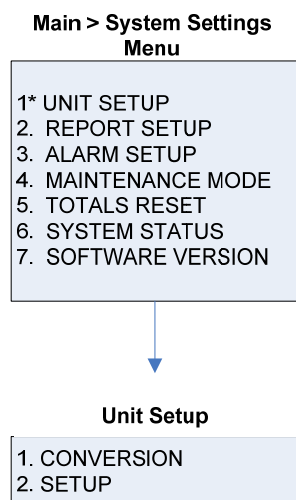 Main > System Settings
Menu
1* UNIT SETUP
2. REPORT SETUP
3. ALARM SETUP
4. MAINTENANCE MODE
5. TOTALS RESET
6. SYSTEM STATUS
7. SOFTWARE VERSION
Unit Setup
1. CONVERSION
2. SETUP